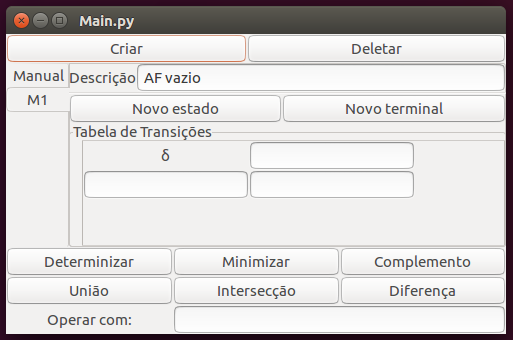 Main.py
Criar Deletar
Manual Descrição AF vazio
M1
Novo estado Novo terminal
Tabela de Transições
δ
Determinizar Minimizar Complemento
União Intersecção Diferença
Operar com: